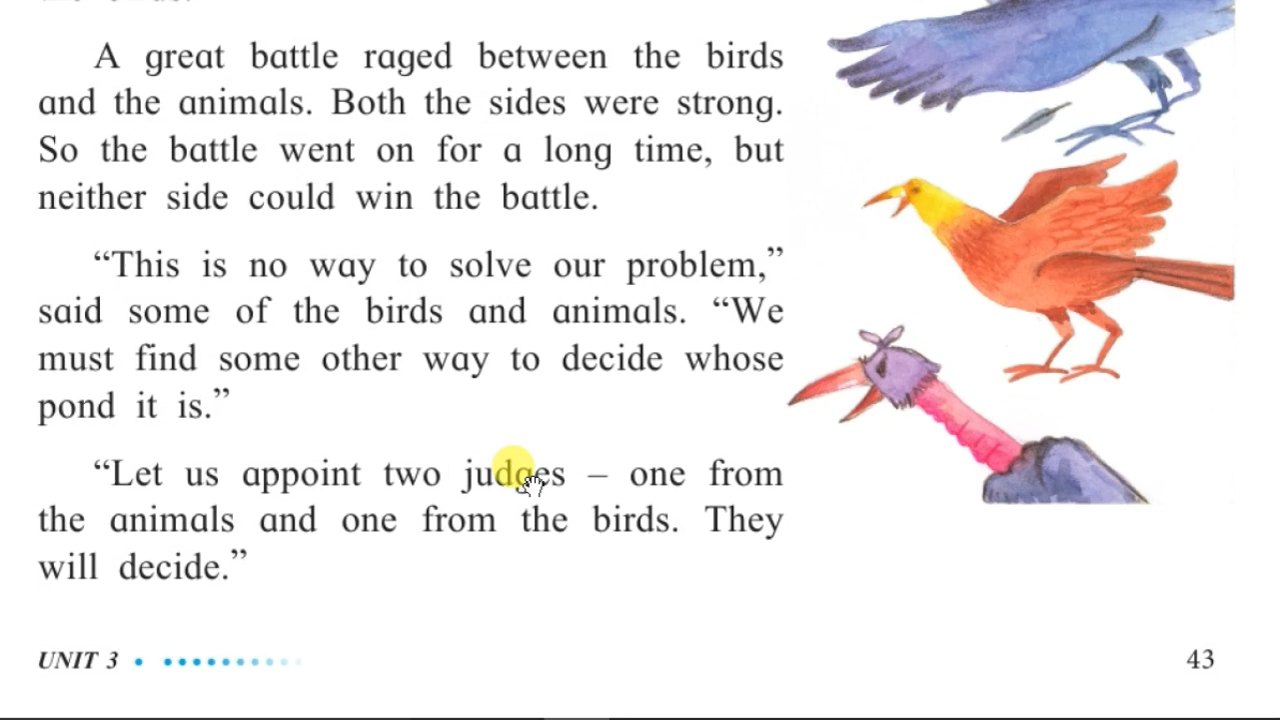 A great battle raged between the birds
and the animals. Both the sides were strong.
So the battle went on for a long time, but
neither side could win the battle.
“This is no way to solve our problem,”
said some of the birds and animals. “We
must find some other way to decide whose
pond it is.”
“Let us appoint two judges – one from
the animals and one from the birds. They
will decide.”
UNIT 3
43